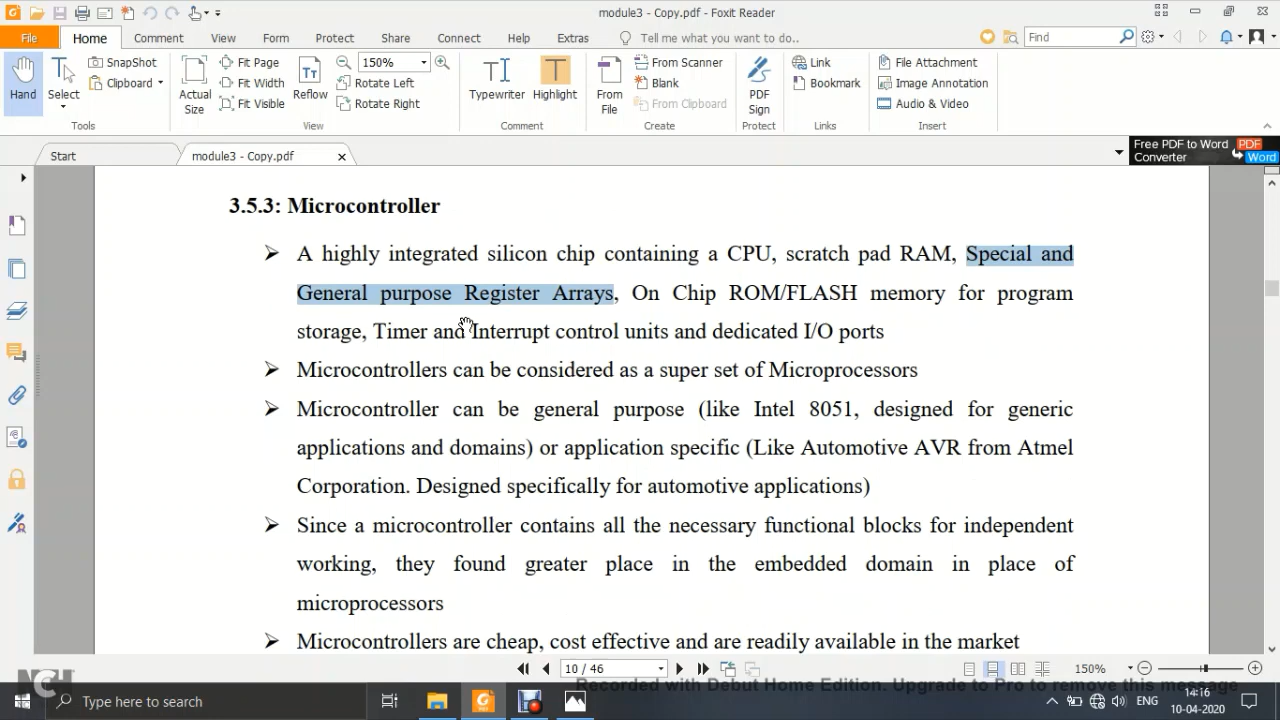 module3 - Copy.pdf - Foxit Reader
File Home Comment View Form Protect Share Connect Help Extras Tell me what you want to do.. Find
Hand
Select
SnapShot
Clipboard
Tools
Actual
Size
Fit Page
Fit Width
Fit Visible
Reflow
150%
Rotate Left
Rotate Right
View
Typewriter
Highlight
Comment
From
File
From Scanner
Blank
From Clipboard
Create
PDF
Sign
Protect
Link
Bookmark
Links
File Attachment
Image Annotation
Audio & Video
Insert
Start
module3 - Copy.pdf
Free PDF to Word
Converter
PDF
Word
3.5.3: Microcontroller
A highly integrated silicon chip containing a CPU, scratch pad RAM, Special and
General purpose Register Arrays, On Chip ROM/FLASH memory for program
storage, Timer and Interrupt control units and dedicated I/O ports
Microcontrollers can be considered as a super set of Microprocessors
Microcontroller can be general purpose (like Intel 8051, designed for generic
applications and domains) or application specific (Like Automotive AVR from Atmel
Corporation. Designed specifically for automotive applications)
Since a microcontroller contains all the necessary functional blocks for independent
working, they found greater place in the embedded domain in place of
microprocessors
Microcontrollers are cheap, cost effective and are readily available in the market
10 / 46
150%
NCH
Recorded with Debut Home Edition. Upgrade to Pro to remove this message
Type here to search
ENG
14:16
10-04-2020